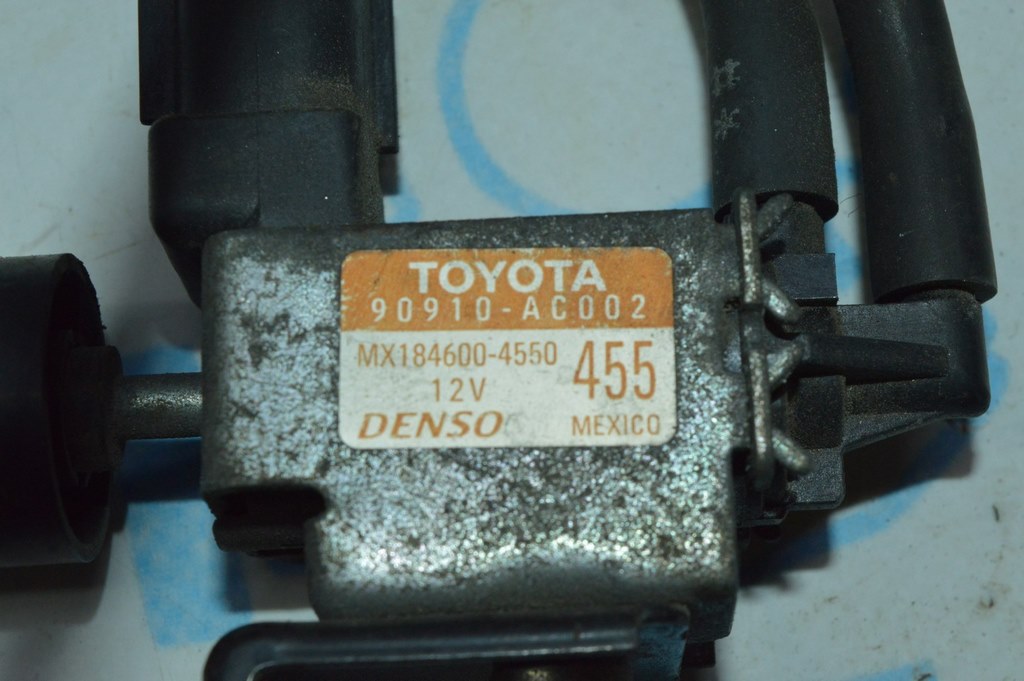 TOYOTA
90910-AC002
MX184600-4550
12V
455
DENSO
MEXICO